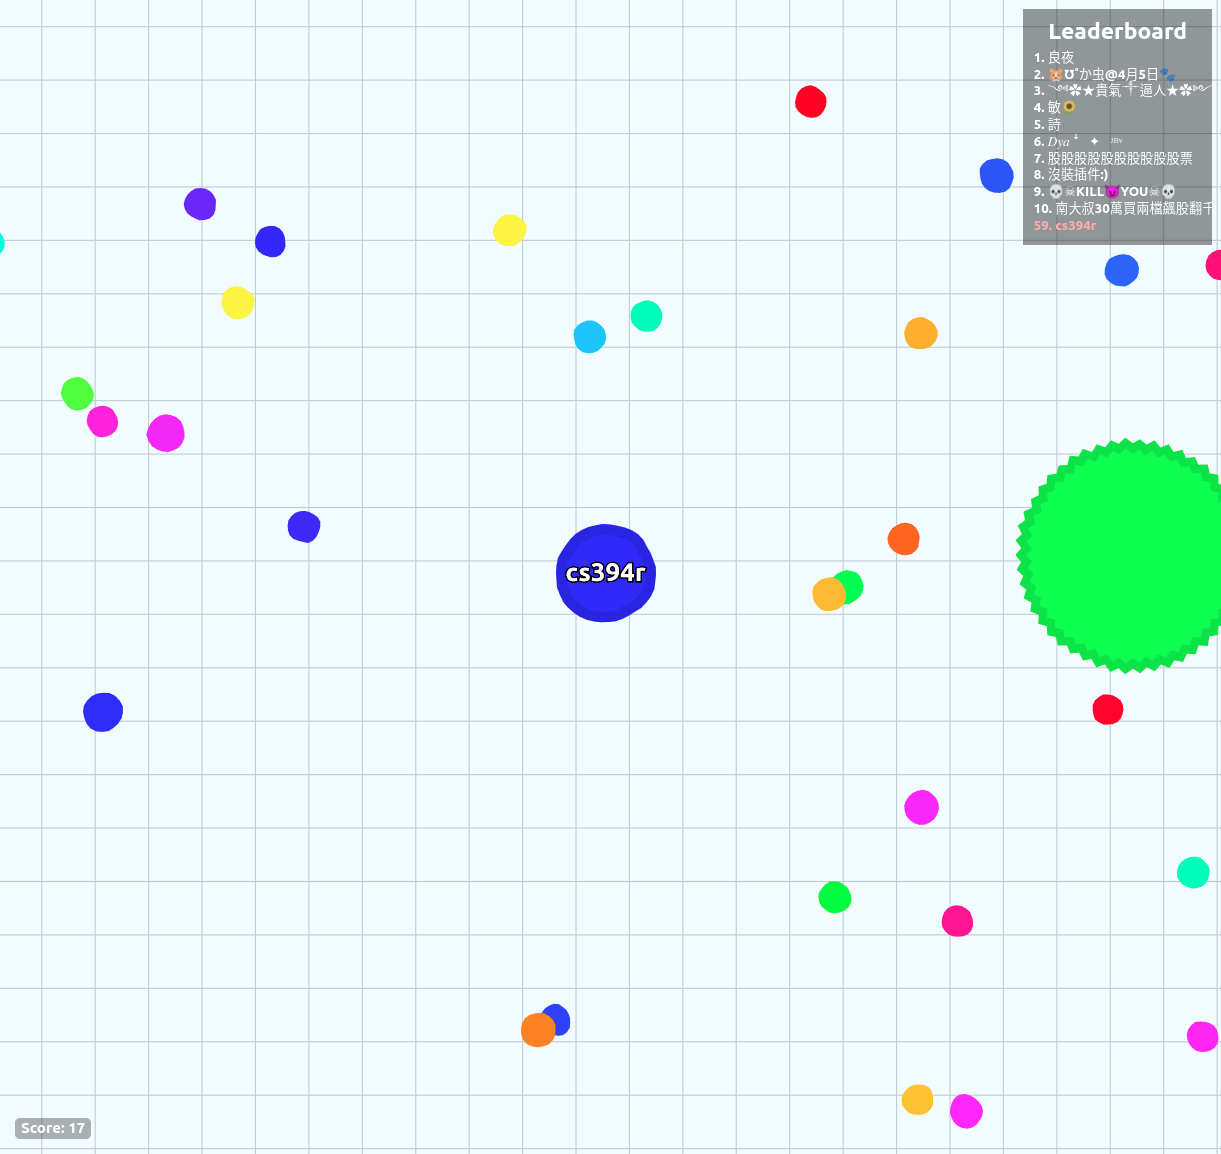 Leaderboard
1. 良夜
2. 🐹ʊ̊か虫@4月5日🐾
3. ༺✿★貴氣༒逼人★✿༻
4. 敏🌻
5. 詩
6. Dya
7. 股股股股股股股股股股票
8. 沒裝插件:)
9. 💀☠KILL😈YOU☠💀
10. 南大叔30萬買兩檔飆股翻千
59. cs394r
cs394r
Score: 17